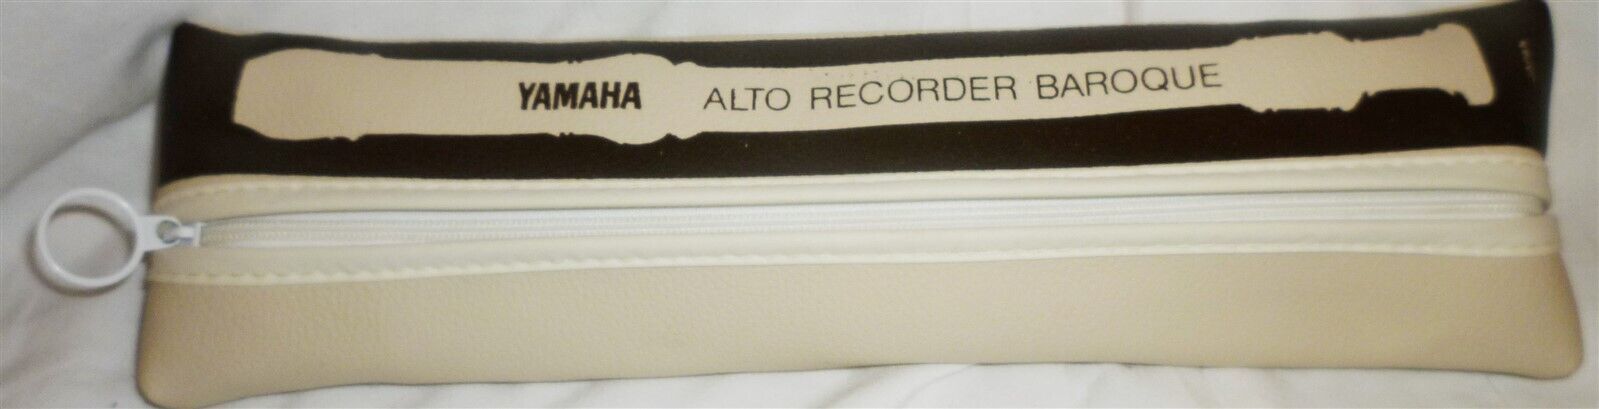 YAMAHA ALTO RECORDER BAROQUE